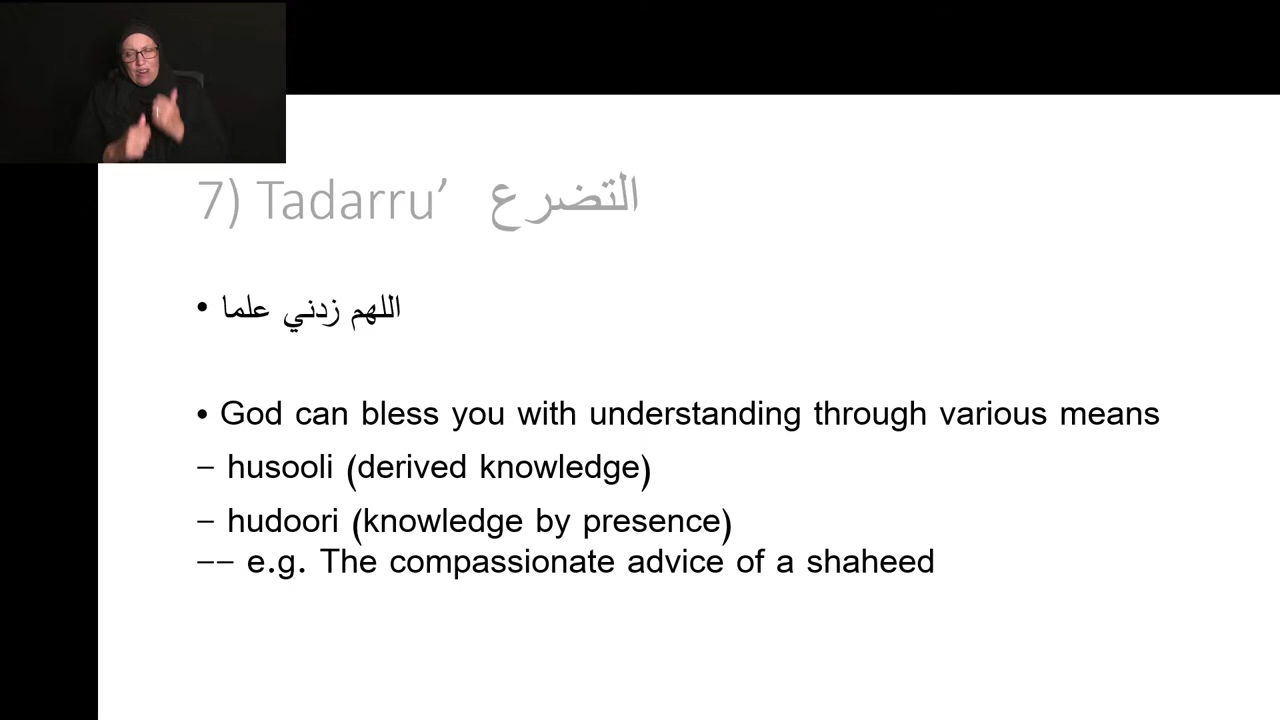 7) Tadarru’ التضرع
• اللهم زدني علما
• God can bless you with understanding through various means
– husooli (derived knowledge)
– hudoori (knowledge by presence)
–– e.g. The compassionate advice of a shaheed